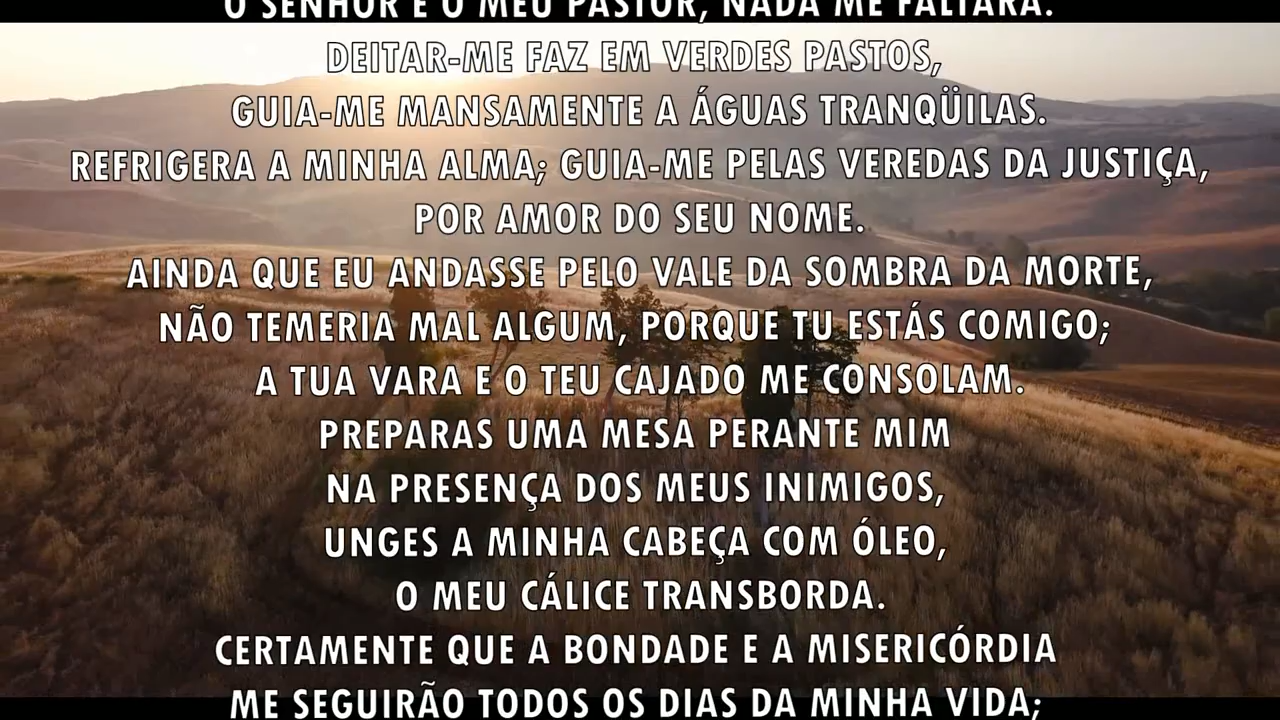 O SENHOR É O MEU PASTOR, NADA ME FALTARÁ.
DEITAR-ME FAZ EM VERDES PASTOS,
GUIA-ME MANSAMENTE A ÁGUAS TRANQÜILAS.
REFRIGERA A MINHA ALMA; GUIA-ME PELAS VEREDAS DA JUSTIÇA,
POR AMOR DO SEU NOME.
AINDA QUE EU ANDASSE PELO VALE DA SOMBRA DA MORTE,
NÃO TEMERIA MAL ALGUM, PORQUE TU ESTÁS COMIGO;
A TUA VARA E O TEU CAJADO ME CONSOLAM.
PREPARAS UMA MESA PERANTE MIM
NA PRESENÇA DOS MEUS INIMIGOS,
UNGES A MINHA CABEÇA COM ÓLEO,
O MEU CÁLICE TRANSBORDA.
CERTAMENTE QUE A BONDADE E A MISERICÓRDIA
ME SEGUIRÃO TODOS OS DIAS DA MINHA VIDA;